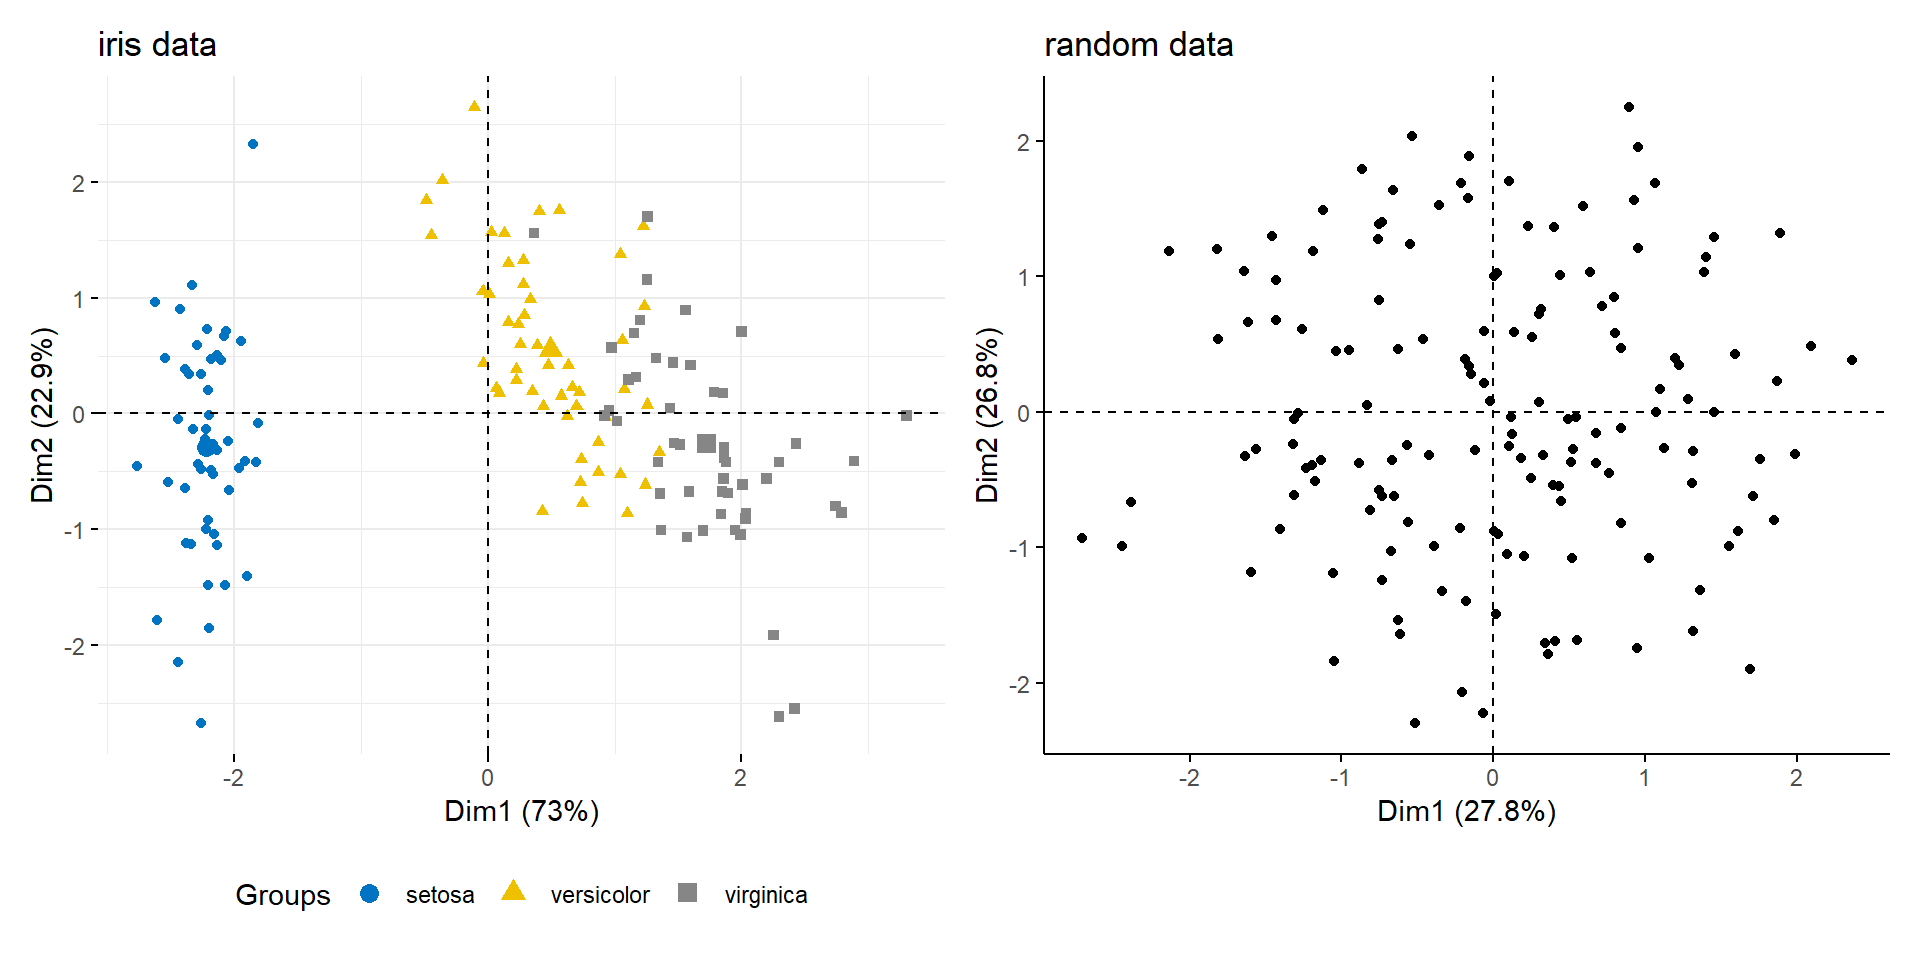 iris data
Dim2 (22.9%)
2
1
0
-1
-2
-2
0
2
Dim1 (73%)
Groups
setosa
versicolor
virginica
random data
Dim2 (26.8%)
2
1
0
-1
-2
-2
-1
0
1
2
Dim1 (27.8%)